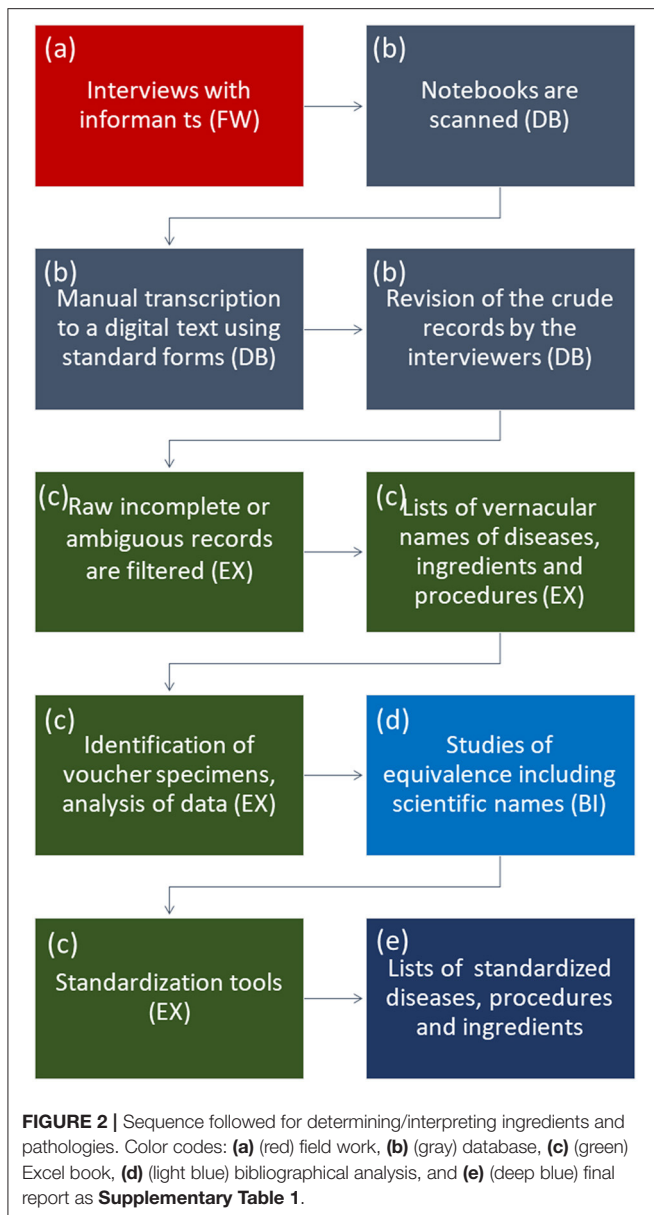 (a)
Interviews with
informan ts (FW)
(b)
Notebooks are
scanned (DB)
(b)
Manual transcription
to a digital text using
standard forms (DB)
(b)
Revision of the crude
records by the
interviewers (DB)
(c)
Raw incomplete or
ambiguous records
are filtered (EX)
(c)
Lists of vernacular
names of diseases,
ingredients and
procedures (EX)
(c)
Identification of
voucher specimens,
analysis of data (EX)
(d)
Studies of
equivalence including
scientific names (BI)
(c)
Standardization tools
(EX)
(e)
Lists of standardized
diseases, procedures
and ingredients
FIGURE 2 | Sequence followed for determining/interpreting ingredients and
pathologies. Color codes: (a) (red) field work, (b) (gray) database, (c) (green)
Excel book, (d) (light blue) bibliographical analysis, and (e) (deep blue) final
report as Supplementary Table 1.